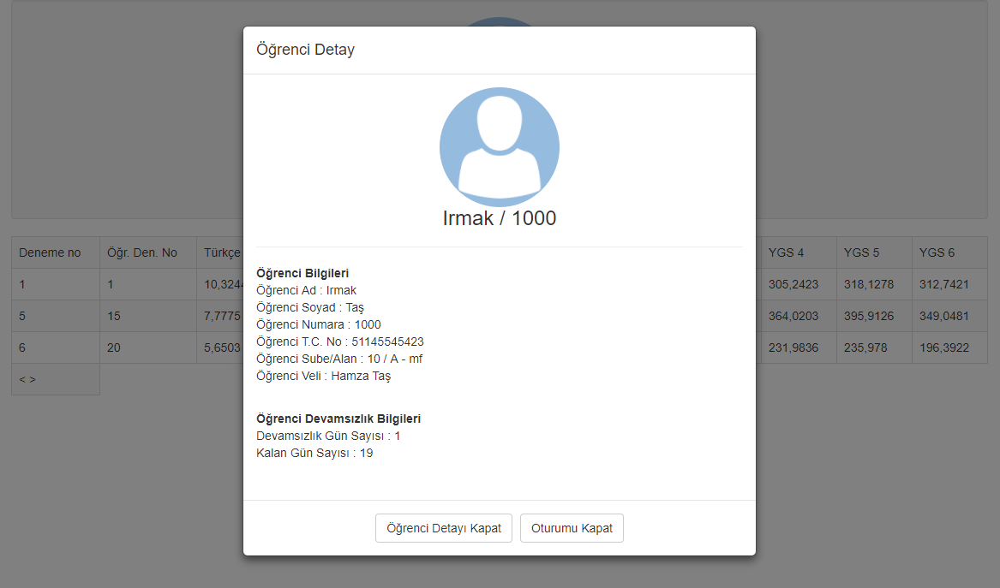 Öğrenci Detay
Irmak / 1000
Öğrenci Bilgileri
Öğrenci Ad : Irmak
Öğrenci Soyad : Taş
Öğrenci Numara : 1000
Öğrenci T.C. No : 51145545423
Öğrenci Sube/Alan : 10 / A - mf
Öğrenci Veli : Hamza Taş
Öğrenci Devamsızlık Bilgileri
Devamsızlık Gün Sayısı : 1
Kalan Gün Sayısı : 19
Öğrenci Detayı Kapat Oturumu Kapat
Deneme no Öğr. Den. No Türkçe YGS 4 YGS 5 YGS 6
1 1 10,3244 305,2423 318,1278 312,7421
5 15 7,7775 364,0203 395,9126 349,0481
6 20 5,6503 231,9836 235,978 196,3922
< >